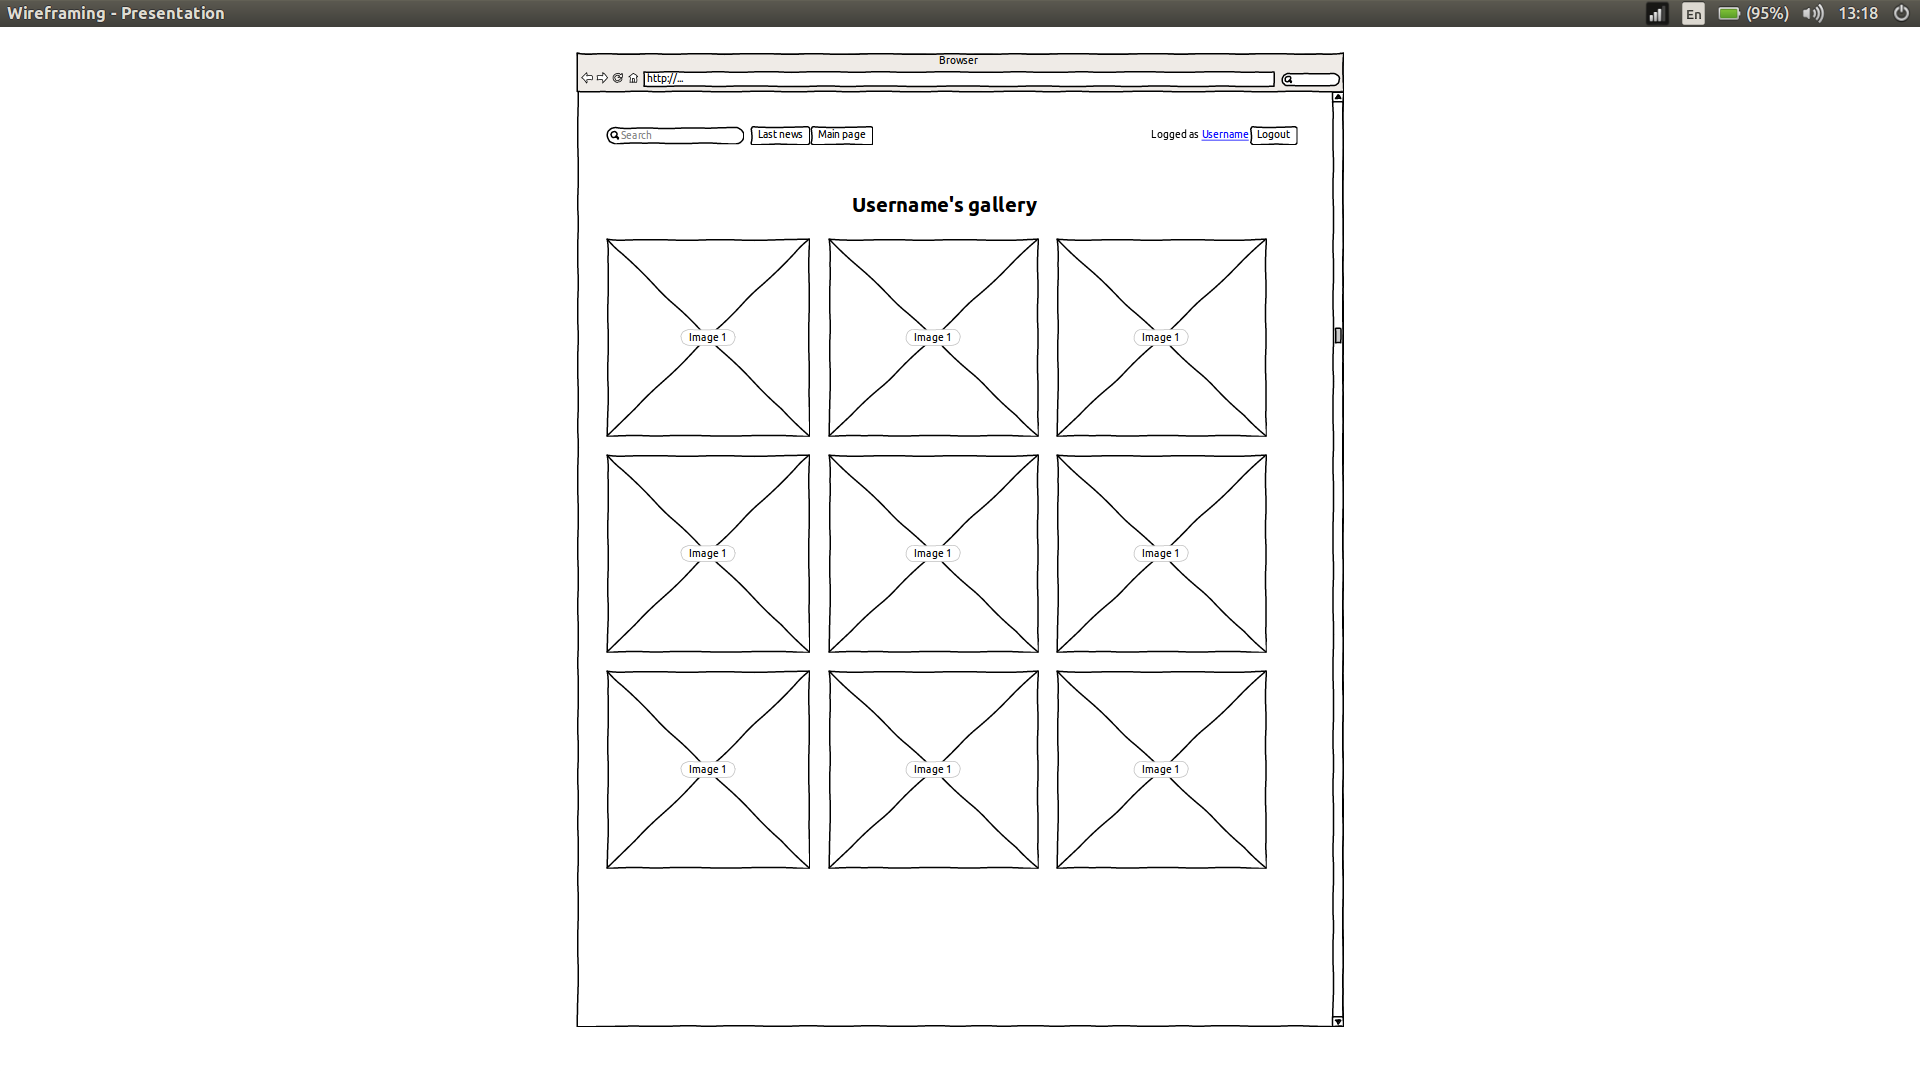 Wireframing - Presentation En (95%) 13:18
Browser
http://...
Search Last news Main page Logged as Username Logout
Username's gallery
Image 1 Image 1 Image 1
Image 1 Image 1 Image 1
Image 1 Image 1 Image 1